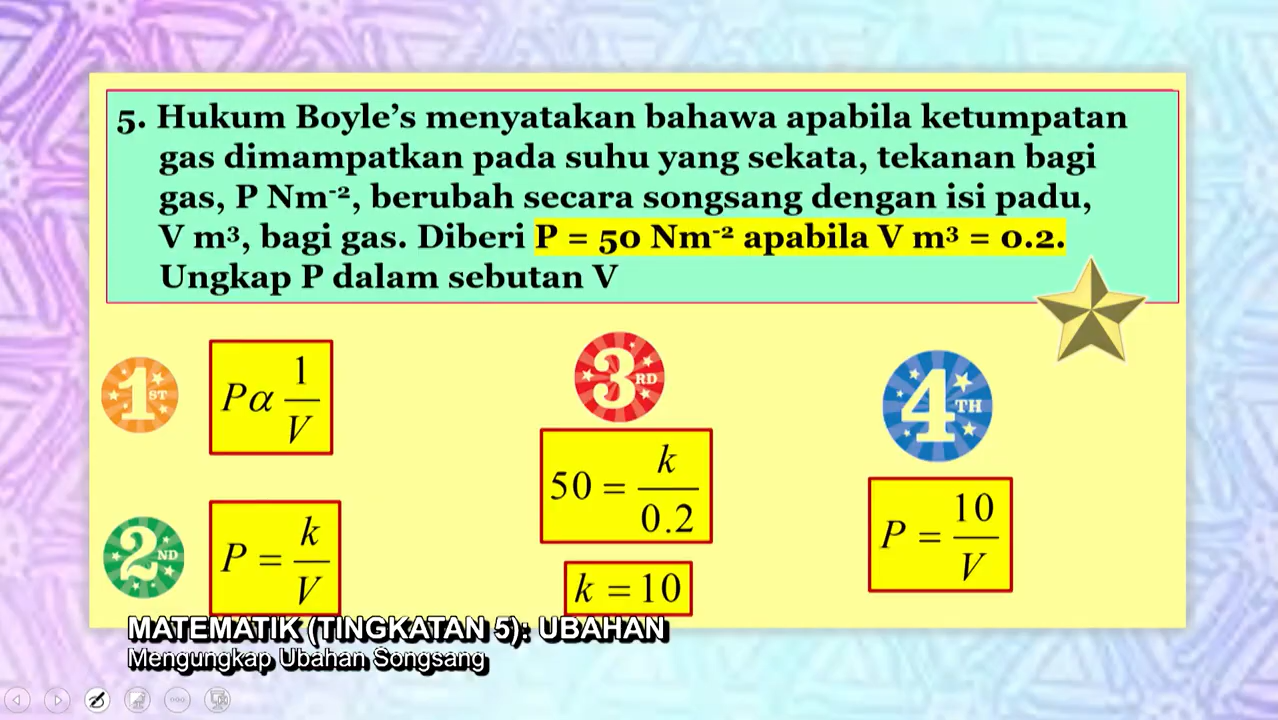 5. Hukum Boyle’s menyatakan bahawa apabila ketumpatan
gas dimampatkan pada suhu yang sekata, tekanan bagi
gas, P Nm⁻², berubah secara songsang dengan isi padu,
V m³, bagi gas. Diberi P = 50 Nm⁻² apabila V m³ = 0.2.
Ungkap P dalam sebutan V
1ST
P α 1/V
2ND
P = k/V
3RD
50 = k/0.2
k = 10
4TH
P = 10/V
MATEMATIK (TINGKATAN 5): UBAHAN
Mengungkap Ubahan Songsang